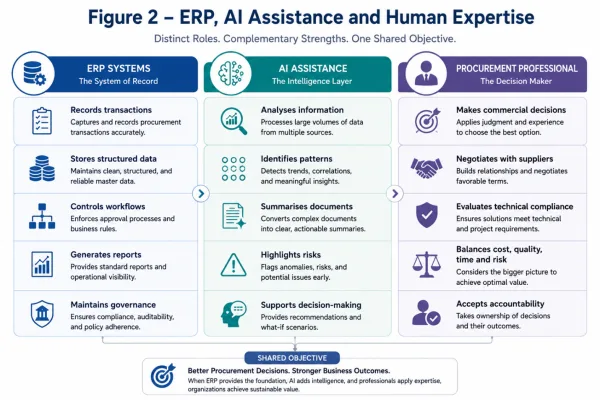 Figure 2 – ERP, AI Assistance and Human Expertise
Distinct Roles. Complementary Strengths. One Shared Objective.
ERP SYSTEMS
The System of Record
Records transactions
Captures and records procurement
transactions accurately.
Stores structured data
Maintains clean, structured, and
reliable master data.
Controls workflows
Enforces approval processes and
business rules.
Generates reports
Provides standard reports and
operational visibility.
Maintains governance
Ensures compliance, auditability,
and policy adherence.
AI ASSISTANCE
The Intelligence Layer
Analyses information
Processes large volumes of data
from multiple sources.
Identifies patterns
Detects trends, correlations, and
meaningful insights.
Summarises documents
Converts complex documents
into clear, actionable summaries.
Highlights risks
Flags anomalies, risks, and
potential issues early.
Supports decision-making
Provides recommendations and
what-if scenarios.
PROCUREMENT PROFESSIONAL
The Decision Maker
Makes commercial decisions
Applies judgment and experience
to choose the best option.
Negotiates with suppliers
Builds relationships and negotiates
favorable terms.
Evaluates technical compliance
Ensures solutions meet technical
and project requirements.
Balances cost, quality,
time and risk
Considers the bigger picture to
achieve optimal value.
Accepts accountability
Takes ownership of decisions
and their outcomes.
SHARED OBJECTIVE
Better Procurement Decisions. Stronger Business Outcomes.
When ERP provides the foundation, AI adds intelligence, and professionals apply expertise,
organizations achieve sustainable value.